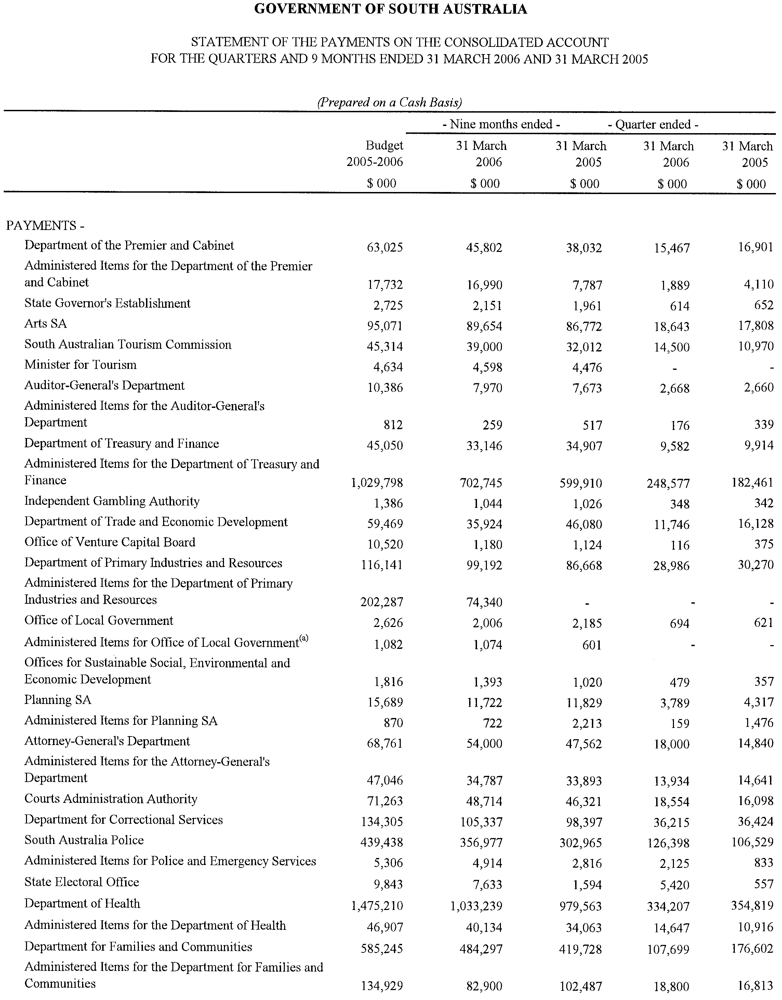 GOVERNMENT OF SOUTH AUSTRALIA
STATEMENT OF THE PAYMENTS ON THE CONSOLIDATED ACCOUNT
FOR THE QUARTERS AND 9 MONTHS ENDED 31 MARCH 2006 AND 31 MARCH 2005
(Prepared on a Cash Basis)
- Nine months ended - - Quarter ended -
Budget 31 March 31 March 31 March 31 March
2005-2006 2006 2005 2006 2005
$ 000 $ 000 $ 000 $ 000 $ 000
PAYMENTS -
Department of the Premier and Cabinet 63,025 45,802 38,032 15,467 16,901
Administered Items for the Department of the Premier
and Cabinet 17,732 16,990 7,787 1,889 4,110
State Governor's Establishment 2,725 2,151 1,961 614 652
Arts SA 95,071 89,654 86,772 18,643 17,808
South Australian Tourism Commission 45,314 39,000 32,012 14,500 10,970
Minister for Tourism 4,634 4,598 4,476 - -
Auditor-General's Department 10,386 7,970 7,673 2,668 2,660
Administered Items for the Auditor-General's
Department 812 259 517 176 339
Department of Treasury and Finance 45,050 33,146 34,907 9,582 9,914
Administered Items for the Department of Treasury and
Finance 1,029,798 702,745 599,910 248,577 182,461
Independent Gambling Authority 1,386 1,044 1,026 348 342
Department of Trade and Economic Development 59,469 35,924 46,080 11,746 16,128
Office of Venture Capital Board 10,520 1,180 1,124 116 375
Department of Primary Industries and Resources 116,141 99,192 86,668 28,986 30,270
Administered Items for the Department of Primary
Industries and Resources 202,287 74,340 - - -
Office of Local Government 2,626 2,006 2,185 694 621
Administered Items for Office of Local Government(a) 1,082 1,074 601 - -
Offices for Sustainable Social, Environmental and
Economic Development 1,816 1,393 1,020 479 357
Planning SA 15,689 11,722 11,829 3,789 4,317
Administered Items for Planning SA 870 722 2,213 159 1,476
Attorney-General's Department 68,761 54,000 47,562 18,000 14,840
Administered Items for the Attorney-General's
Department 47,046 34,787 33,893 13,934 14,641
Courts Administration Authority 71,263 48,714 46,321 18,554 16,098
Department for Correctional Services 134,305 105,337 98,397 36,215 36,424
South Australia Police 439,438 356,977 302,965 126,398 106,529
Administered Items for Police and Emergency Services 5,306 4,914 2,816 2,125 833
State Electoral Office 9,843 7,633 1,594 5,420 557
Department of Health 1,475,210 1,033,239 979,563 334,207 354,819
Administered Items for the Department of Health 46,907 40,134 34,063 14,647 10,916
Department for Families and Communities 585,245 484,297 419,728 107,699 176,602
Administered Items for the Department for Families and
Communities 134,929 82,900 102,487 18,800 16,813